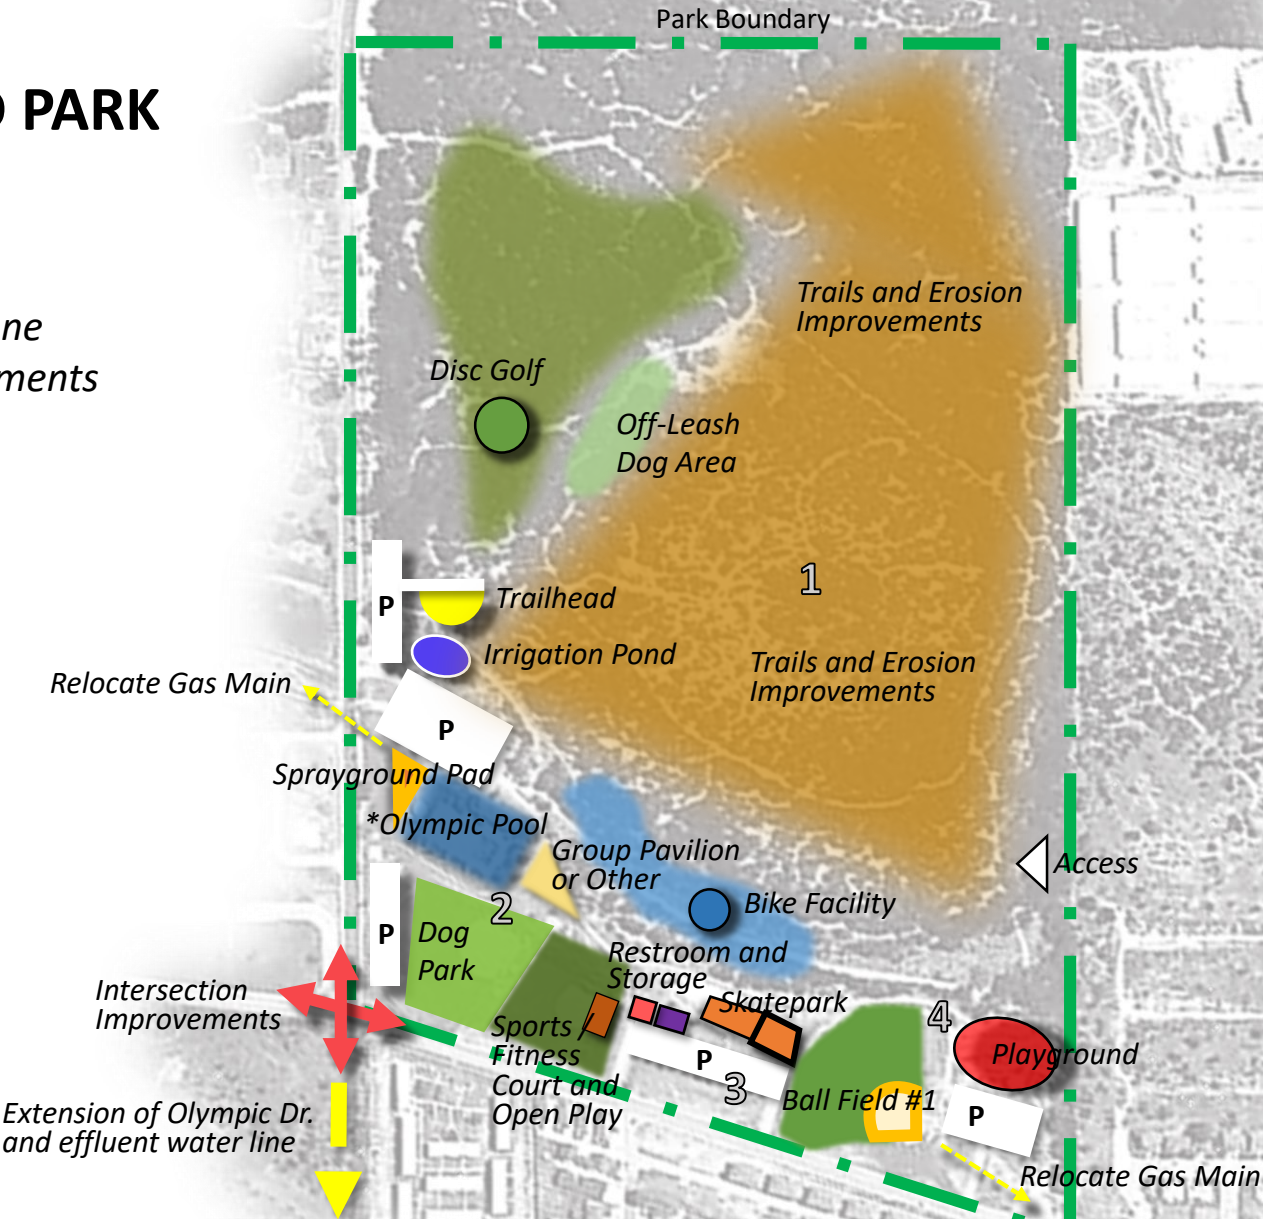 Park Boundary
PARK
ne
ments
Trails and Erosion
Improvements
Disc Golf
Off-Leash
Dog Area
1
P
Trailhead
Irrigation Pond
Trails and Erosion
Improvements
Relocate Gas Main
P
Sprayground Pad
*Olympic Pool
Group Pavilion
or Other
Access
2
Bike Facility
P
Dog
Park
Restroom and
Storage
Skatepark
Intersection
Improvements
4
Sports /
Fitness
Court and
Open Play
P
3
Playground
Ball Field #1
P
Extension of Olympic Dr.
and effluent water line
Relocate Gas Main